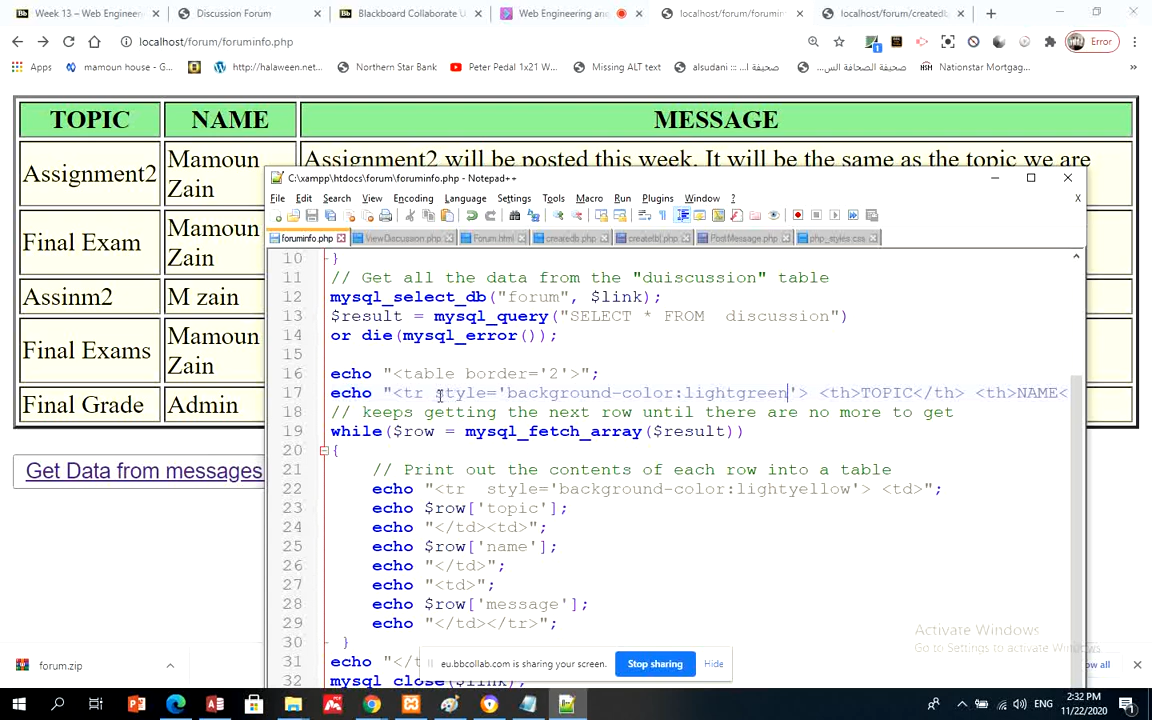 Week 13 – Web Engineer
Discussion Forum
Blackboard Collaborate U
Web Engineering an
localhost/forum/forumin
localhost/forum/createdb
localhost/forum/foruminfo.php
Error
Apps
mamoun house - G...
http://halaween.net...
Northern Star Bank
Peter Pedal 1x21 W...
Missing ALT text
alsudani ::: صحيفة ا...
صحيفة الصحافة الس...
Nationstar Mortgag...
TOPIC NAME MESSAGE
Assignment2
Mamoun Zain
Assignment2 will be posted this week. It will be the same as the topic we are
Final Exam
Mamoun Zain
Assinm2 M zain
Final Exams
Mamoun Zain
Final Grade Admin
Get Data from messages
C:\xampp\htdocs\forum\foruminfo.php - Notepad++
File Edit Search View Encoding Language Settings Tools Macro Run Plugins Window ? X
foruminfo.php ViewDiscussion.php Forum.html createdb.php createtbl.php PostMessage.php php_styles.css
10 }
11 // Get all the data from the "duiscussion" table
12 mysql_select_db("forum", $link);
13 $result = mysql_query("SELECT * FROM  discussion")
14 or die(mysql_error());
15
16 echo "<table border='2'>";
17 echo "<tr style='background-color:lightgreen'> <th>TOPIC</th> <th>NAME<
18 // keeps getting the next row until there are no more to get
19 while($row = mysql_fetch_array($result))
20 {
21 // Print out the contents of each row into a table
22 echo "<tr  style='background-color:lightyellow'> <td>";
23 echo $row['topic'];
24 echo "</td><td>";
25 echo $row['name'];
26 echo "</td>";
27 echo "<td>";
28 echo $row['message'];
29 echo "</td></tr>";
30 }
31 echo "</t
32 mysql_close($link);
eu.bbcollab.com is sharing your screen.
Stop sharing
Hide
Activate Windows
Go to Settings to activate Windows.
forum.zip
ow all
ENG
2:32 PM
11/22/2020